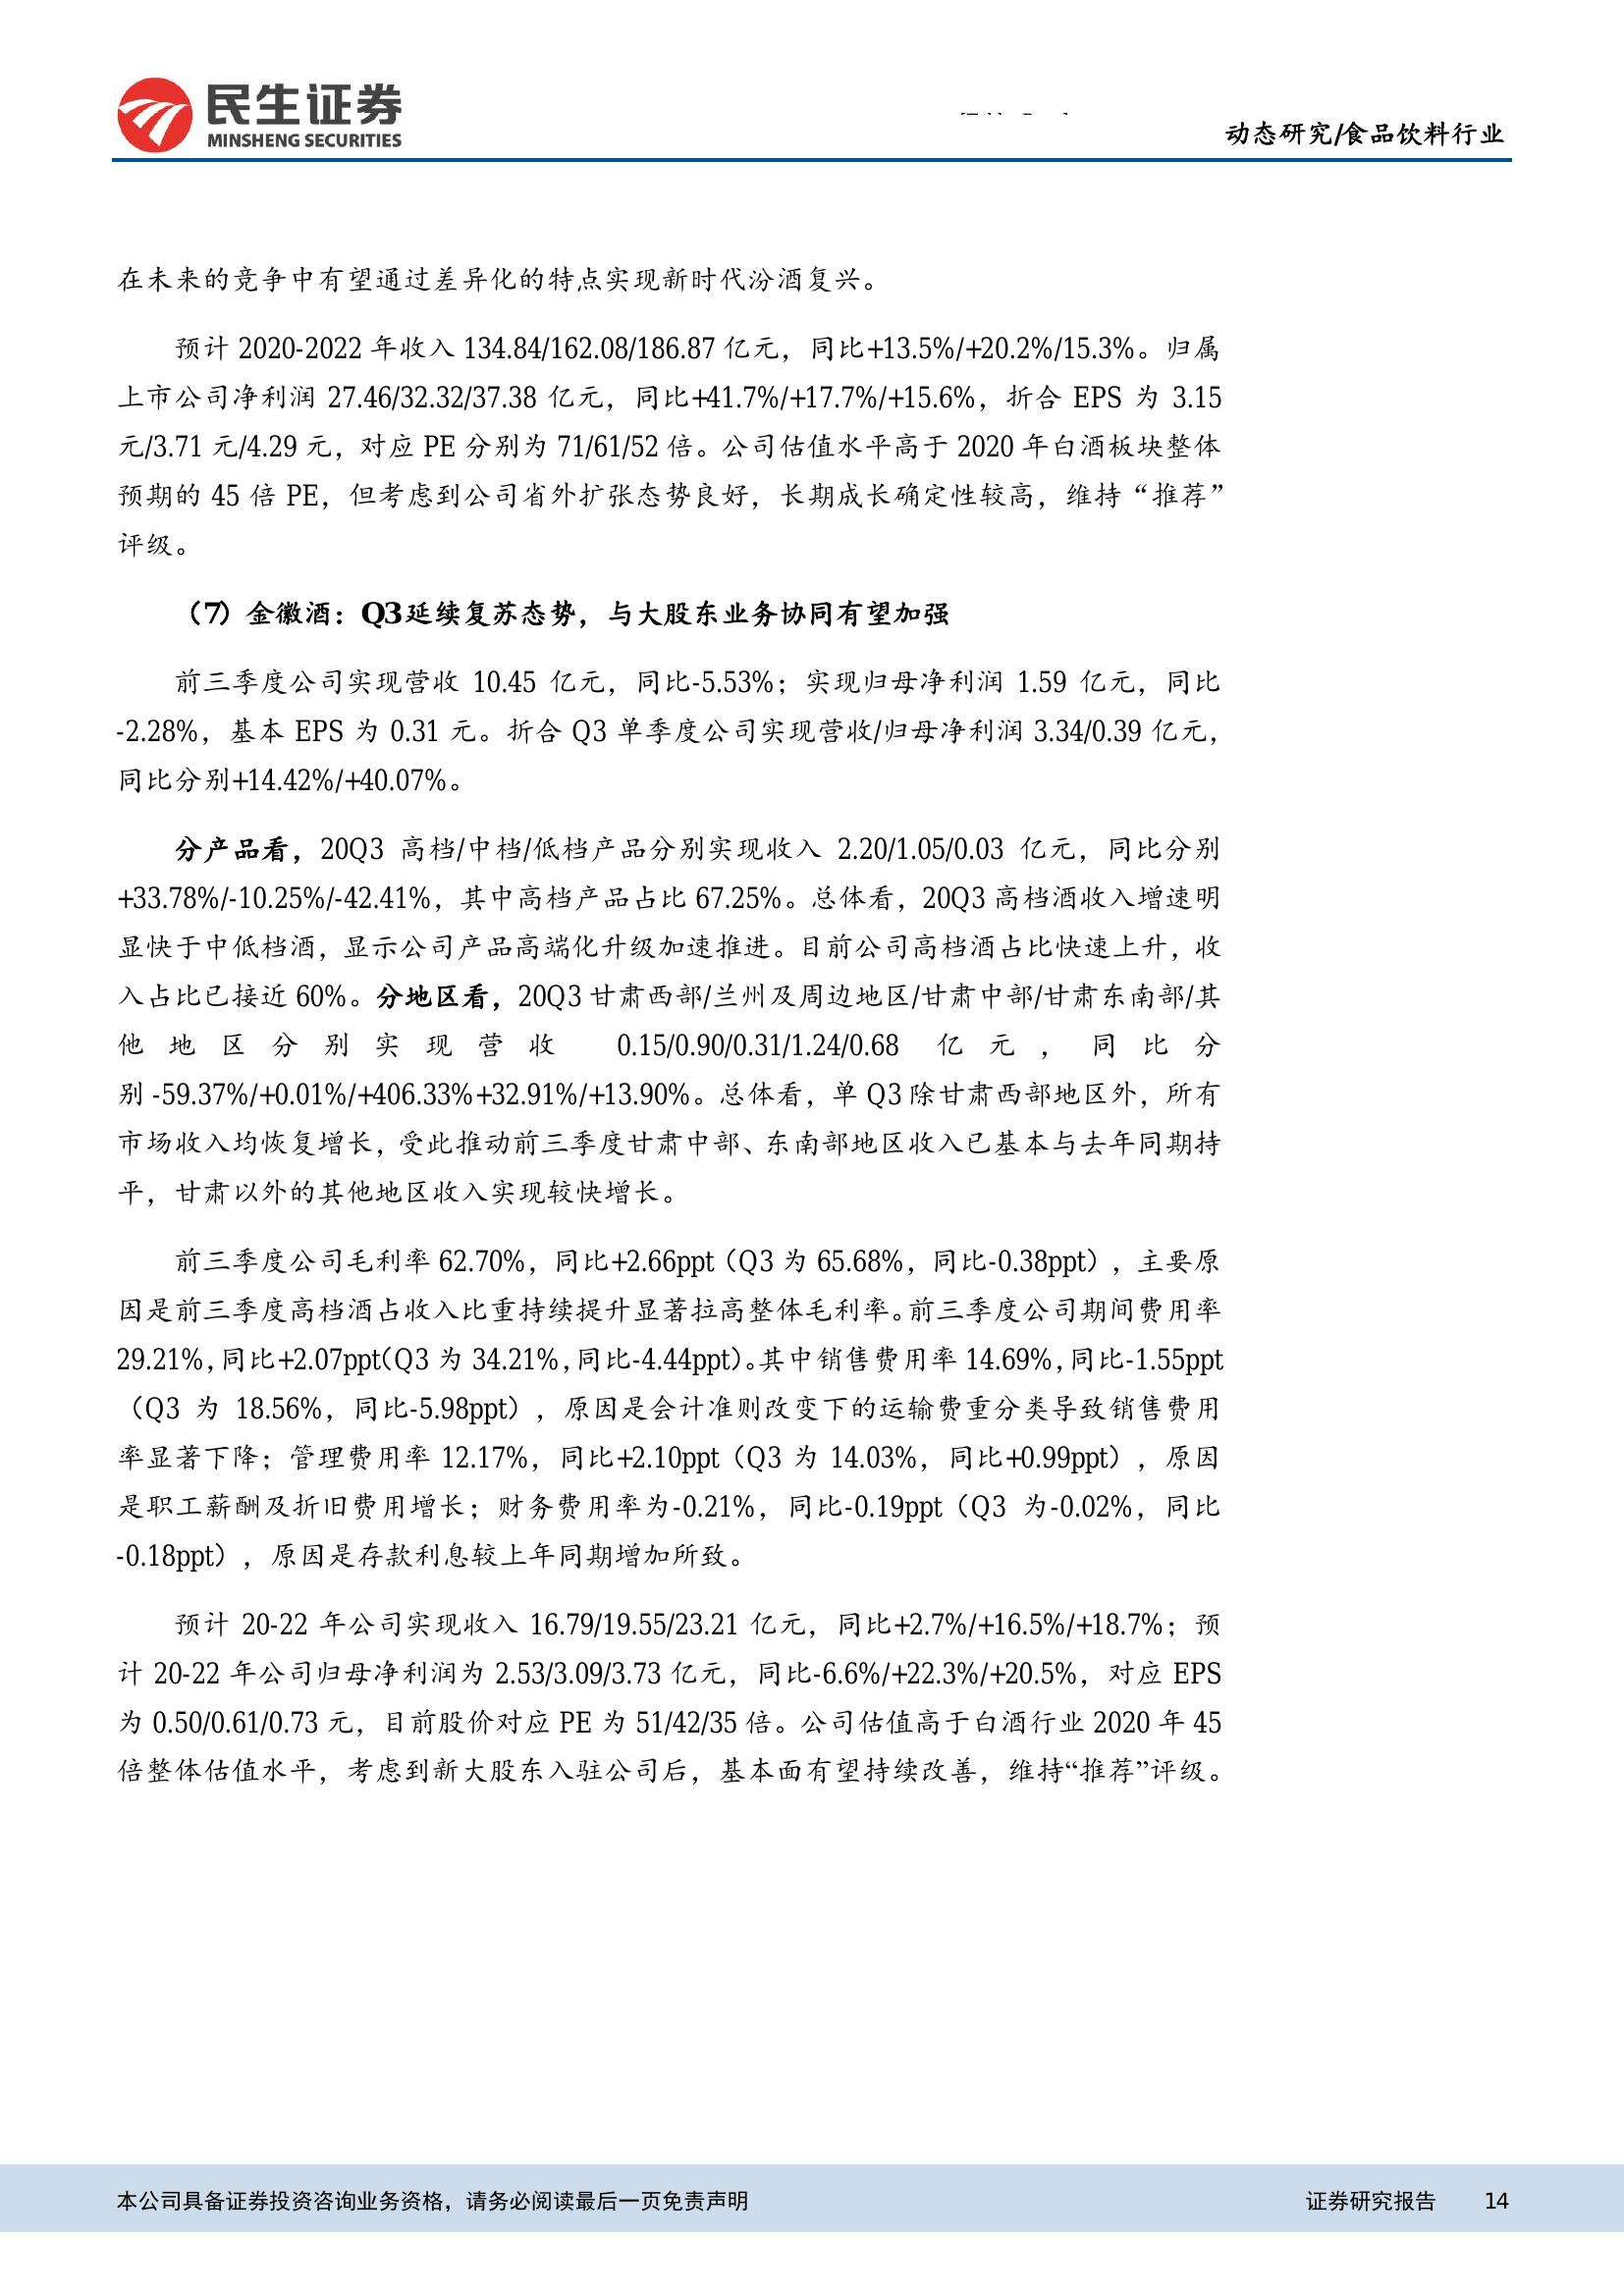 民生证券
MINSHENG SECURITIES
动态研究/食品饮料行业
在未来的竞争中有望通过差异化的特点实现新时代汾酒复兴。
预计 2020-2022 年收入 134.84/162.08/186.87 亿元，同比+13.5%/+20.2%/15.3%。归属
上市公司净利润 27.46/32.32/37.38 亿元，同比+41.7%/+17.7%/+15.6%，折合 EPS 为 3.15
元/3.71 元/4.29 元，对应 PE 分别为 71/61/52 倍。公司估值水平高于 2020 年白酒板块整体
预期的 45 倍 PE，但考虑到公司省外扩张态势良好，长期成长确定性较高，维持“推荐”
评级。
（7）金徽酒：Q3延续复苏态势，与大股东业务协同有望加强
前三季度公司实现营收 10.45 亿元，同比-5.53%；实现归母净利润 1.59 亿元，同比
-2.28%，基本 EPS 为 0.31 元。折合 Q3 单季度公司实现营收/归母净利润 3.34/0.39 亿元，
同比分别+14.42%/+40.07%。
分产品看，20Q3 高档/中档/低档产品分别实现收入 2.20/1.05/0.03 亿元，同比分别
+33.78%/-10.25%/-42.41%，其中高档产品占比 67.25%。总体看，20Q3 高档酒收入增速明
显快于中低档酒，显示公司产品高端化升级加速推进。目前公司高档酒占比快速上升，收
入占比已接近 60%。分地区看，20Q3 甘肃西部/兰州及周边地区/甘肃中部/甘肃东南部/其
他地区分别实现营收 0.15/0.90/0.31/1.24/0.68 亿元，同比分
别-59.37%/+0.01%/+406.33%+32.91%/+13.90%。总体看，单 Q3 除甘肃西部地区外，所有
市场收入均恢复增长，受此推动前三季度甘肃中部、东南部地区收入已基本与去年同期持
平，甘肃以外的其他地区收入实现较快增长。
前三季度公司毛利率 62.70%，同比+2.66ppt（Q3 为 65.68%，同比-0.38ppt），主要原
因是前三季度高档酒占收入比重持续提升显著拉高整体毛利率。前三季度公司期间费用率
29.21%，同比+2.07ppt（Q3 为 34.21%，同比-4.44ppt）。其中销售费用率 14.69%，同比-1.55ppt
（Q3 为 18.56%，同比-5.98ppt），原因是会计准则改变下的运输费重分类导致销售费用
率显著下降；管理费用率 12.17%，同比+2.10ppt（Q3 为 14.03%，同比+0.99ppt），原因
是职工薪酬及折旧费用增长；财务费用率为-0.21%，同比-0.19ppt（Q3 为-0.02%，同比
-0.18ppt），原因是存款利息较上年同期增加所致。
预计 20-22 年公司实现收入 16.79/19.55/23.21 亿元，同比+2.7%/+16.5%/+18.7%；预
计 20-22 年公司归母净利润为 2.53/3.09/3.73 亿元，同比-6.6%/+22.3%/+20.5%，对应 EPS
为 0.50/0.61/0.73 元，目前股价对应 PE 为 51/42/35 倍。公司估值高于白酒行业 2020 年 45
倍整体估值水平，考虑到新大股东入驻公司后，基本面有望持续改善，维持“推荐”评级。
本公司具备证券投资咨询业务资格，请务必阅读最后一页免责声明 证券研究报告 14